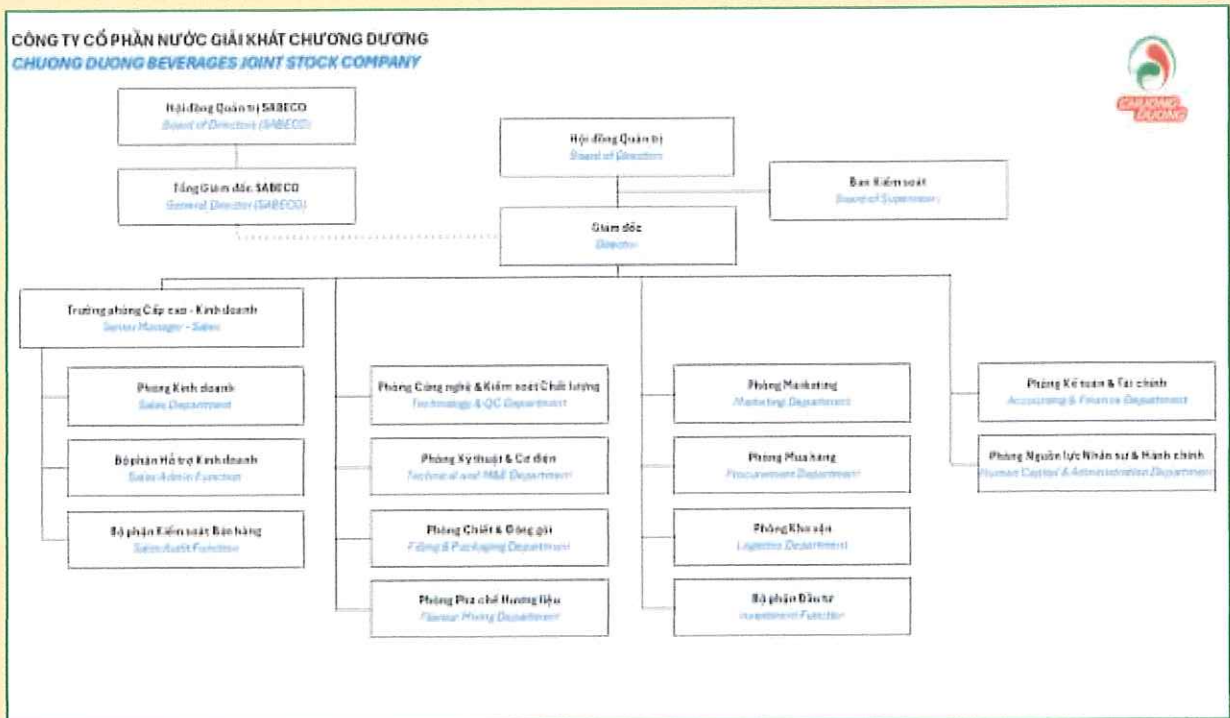 CÔNG TY CỔ PHẦN NƯỚC GIẢI KHÁT CHƯƠNG DƯƠNG
CHUONG DUONG BEVERAGES JOINT STOCK COMPANY
CHUONG
DUONG
Hội đồng Quản trị SABECO
Board of Directors (SABECO)
Hội đồng Quản trị
Board of Directors
Tổng Giám đốc SABECO
General Director (SABECO)
Ban Kiểm soát
Board of Supervisors
Giám đốc
Director
Trưởng phòng Cấp cao - Kinh doanh
Senior Manager - Sales
Phòng Kinh doanh
Sales Department
Bộ phận Hỗ trợ Kinh doanh
Sales Admin Function
Bộ phận Kiểm soát Bán hàng
Sales Audit Function
Phòng Công nghệ & Kiểm soát Chất lượng
Technology & QC Department
Phòng Kỹ thuật & Cơ điện
Technical and M&E Department
Phòng Chiết & Đóng gói
Filling & Packaging Department
Phòng Pha chế Hương liệu
Flavour Mixing Department
Phòng Marketing
Marketing Department
Phòng Mua hàng
Procurement Department
Phòng Kho vận
Logistics Department
Bộ phận Đầu tư
Investment Function
Phòng Kế toán & Tài chính
Accounting & Finance Department
Phòng Nguồn lực Nhân sự & Hành chính
Human Capital & Administration Department